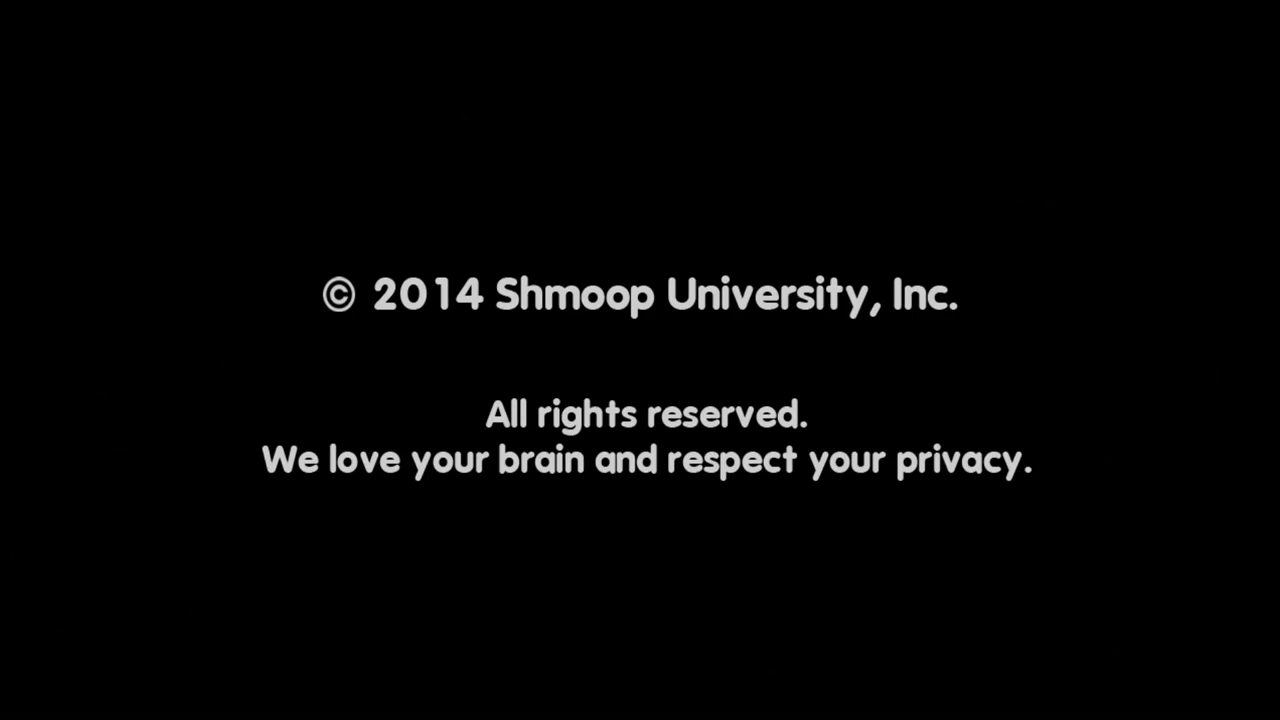 © 2014 Shmoop University, Inc.
All rights reserved.
We love your brain and respect your privacy.